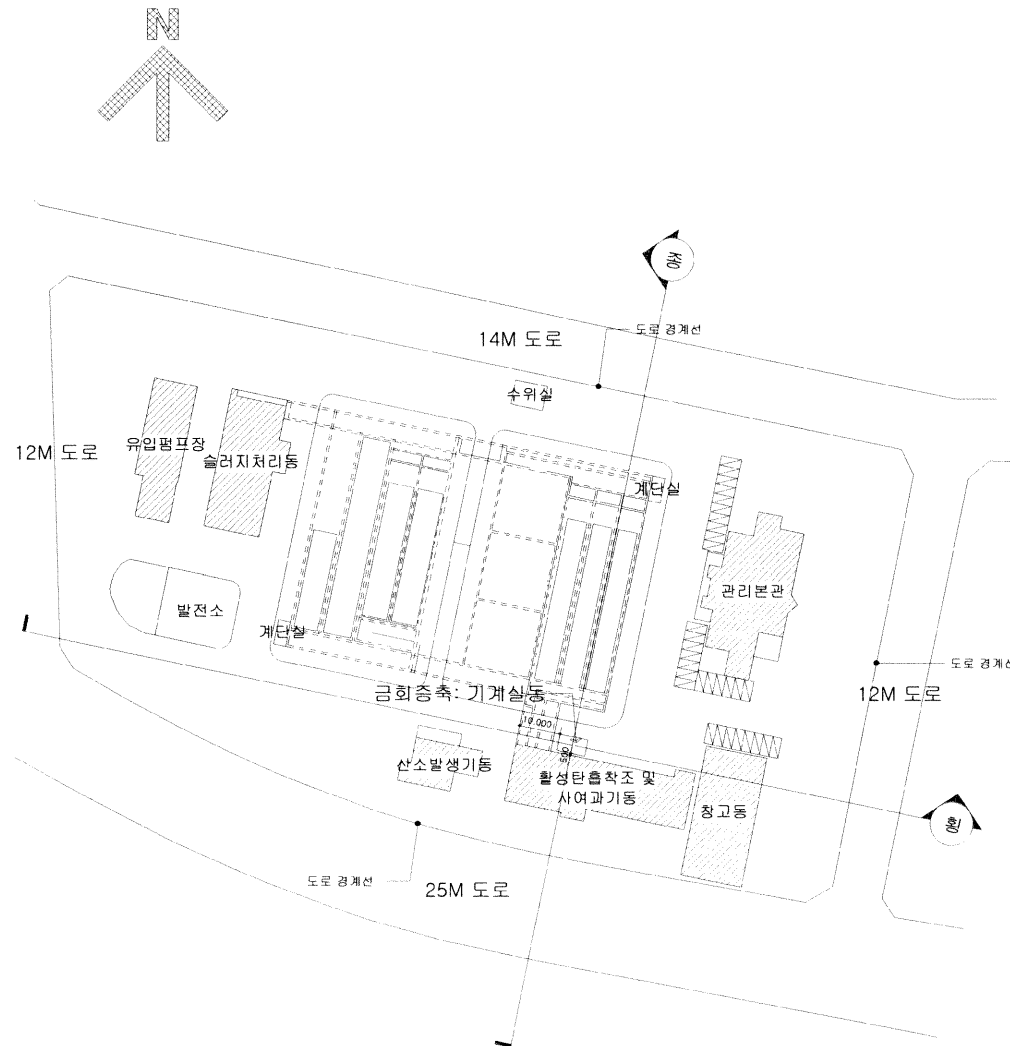 N
종
도로 경계선
14M 도로
수위실
12M 도로
유입펌프장
슬러지처리동
계단실
관리본관
발전소
계단실
도로 경계선
12M 도로
금회증축: 기계실동
10,000
500
산소발생기동
활성탄흡착조 및
사여과기동
창고동
횡
도로 경계선
25M 도로